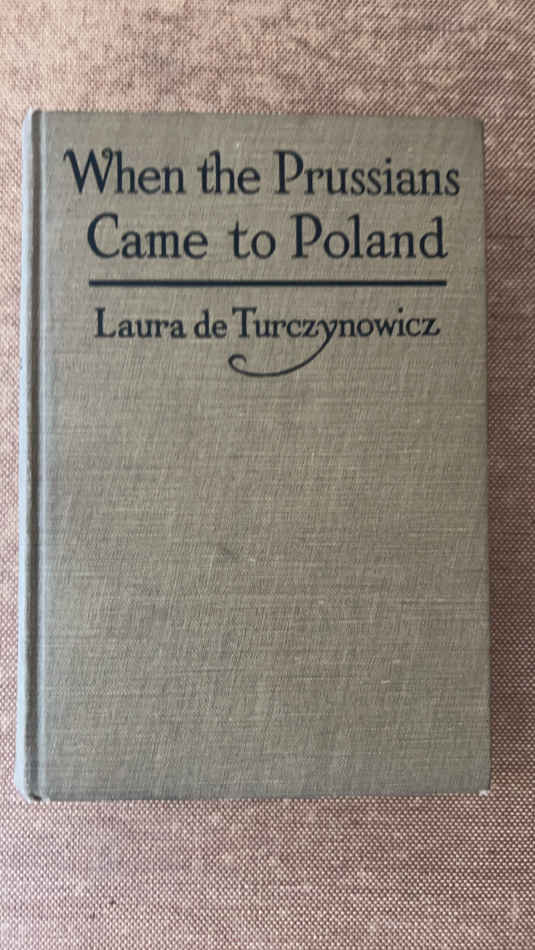 When the Prussians
Came to Poland
Laura de Turczynowicz